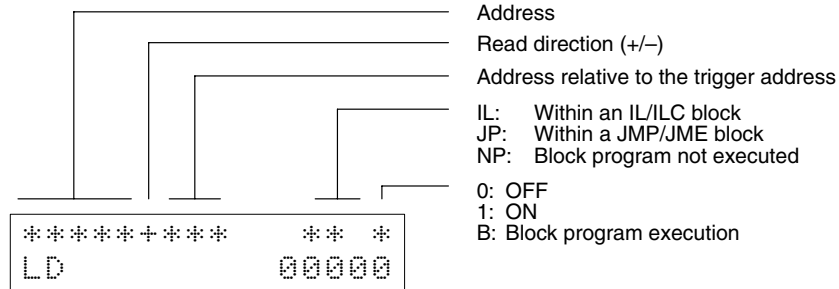 Address
Read direction (+/–)
Address relative to the trigger address
IL: Within an IL/ILC block
JP: Within a JMP/JME block
NP: Block program not executed
0: OFF
1: ON
B: Block program execution
*****+*** ** *
LD 00000